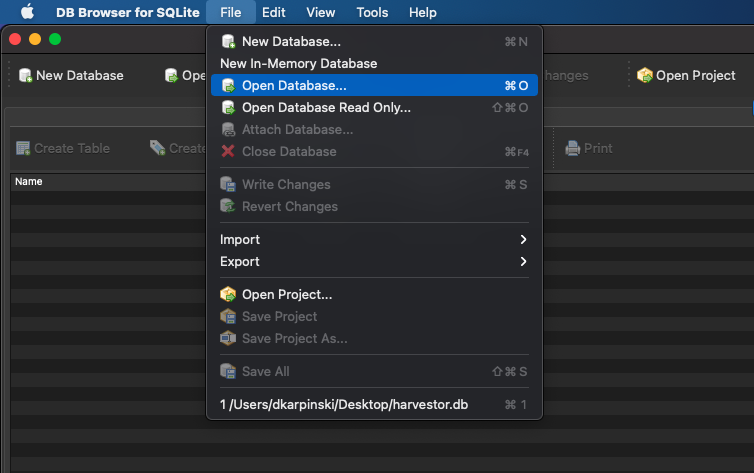 DB Browser for SQLite File Edit View Tools Help
New Database... ⌘N
New In-Memory Database
New Database Ope hanges Open Project
Open Database... ⌘O
Open Database Read Only... ⇧⌘O
Attach Database...
Create Table Create Print
Close Database ⌘F4
Name
Write Changes ⌘S
Revert Changes
Import
Export
Open Project...
Save Project
Save Project As...
Save All ⇧⌘S
1 /Users/dkarpinski/Desktop/harvestor.db ⌘1